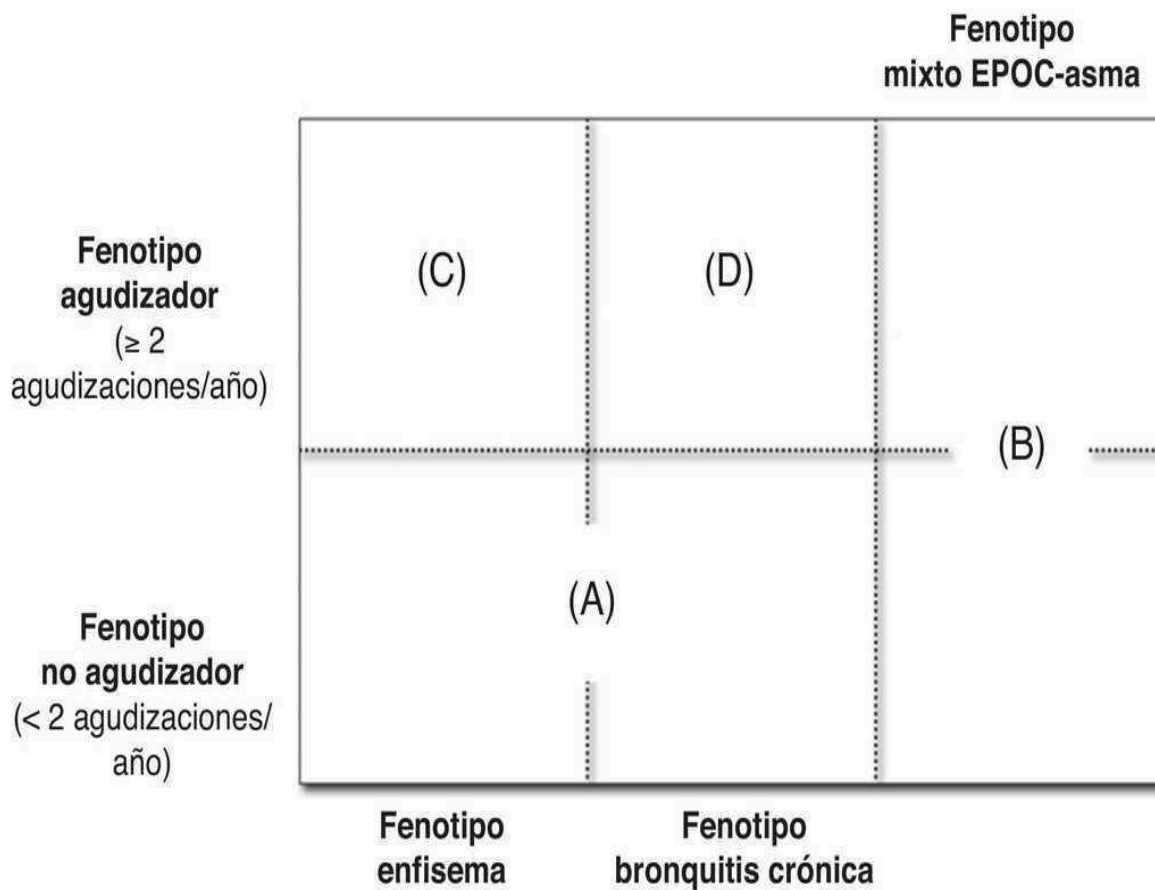 Fenotipo
mixto EPOC-asma
Fenotipo
agudizador
(≥ 2
agudizaciones/año)
(C)
(D)
(B)
(A)
Fenotipo
no agudizador
(< 2 agudizaciones/
año)
Fenotipo
enfisema
Fenotipo
bronquitis crónica